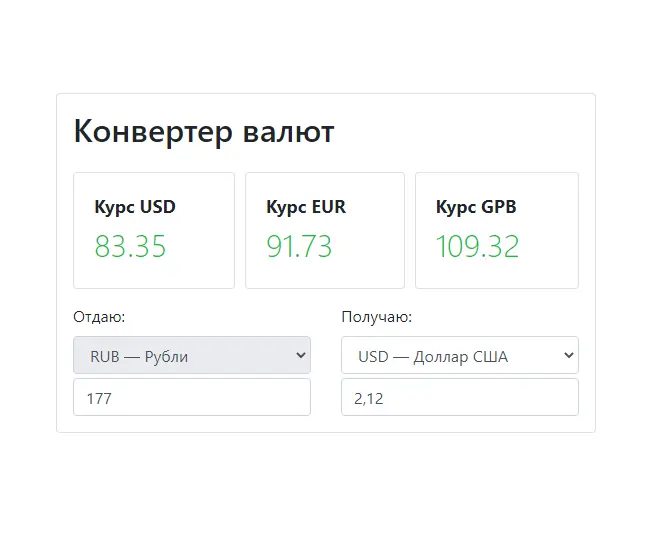 Конвертер валют
Курс USD
83.35
Курс EUR
91.73
Курс GPB
109.32
Отдаю:
RUB — Рубли
177
Получаю:
USD — Доллар США
2,12